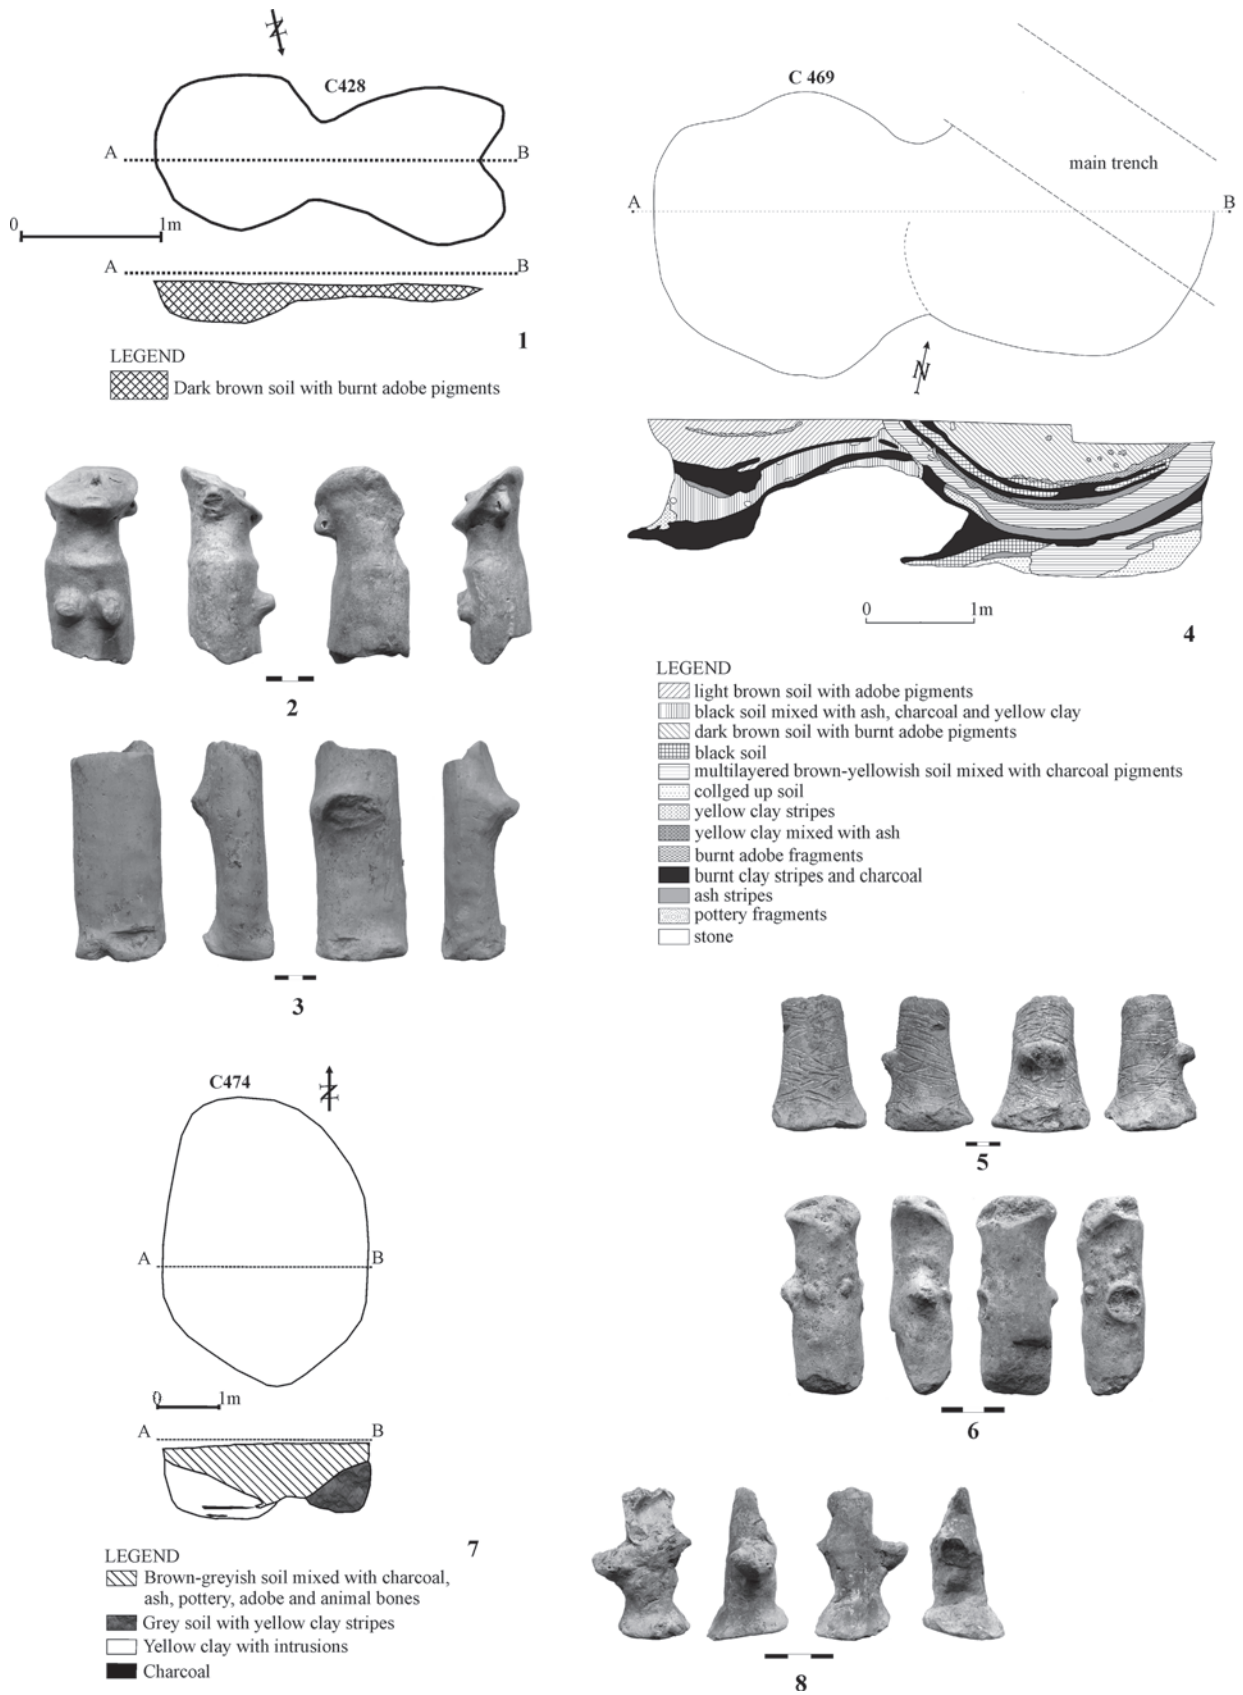 N
C428
A
B
0
1m
A
B
1
LEGEND
Dark brown soil with burnt adobe pigments
2
3
C 469
main trench
A
B
N
0
1m
4
LEGEND
light brown soil with adobe pigments
black soil mixed with ash, charcoal and yellow clay
dark brown soil with burnt adobe pigments
black soil
multilayered brown-yellowish soil mixed with charcoal pigments
collged up soil
yellow clay stripes
yellow clay mixed with ash
burnt adobe fragments
burnt clay stripes and charcoal
ash stripes
pottery fragments
stone
5
6
C474
N
A
B
0
1m
A
B
7
LEGEND
Brown-greyish soil mixed with charcoal,
ash, pottery, adobe and animal bones
Grey soil with yellow clay stripes
Yellow clay with intrusions
Charcoal
8